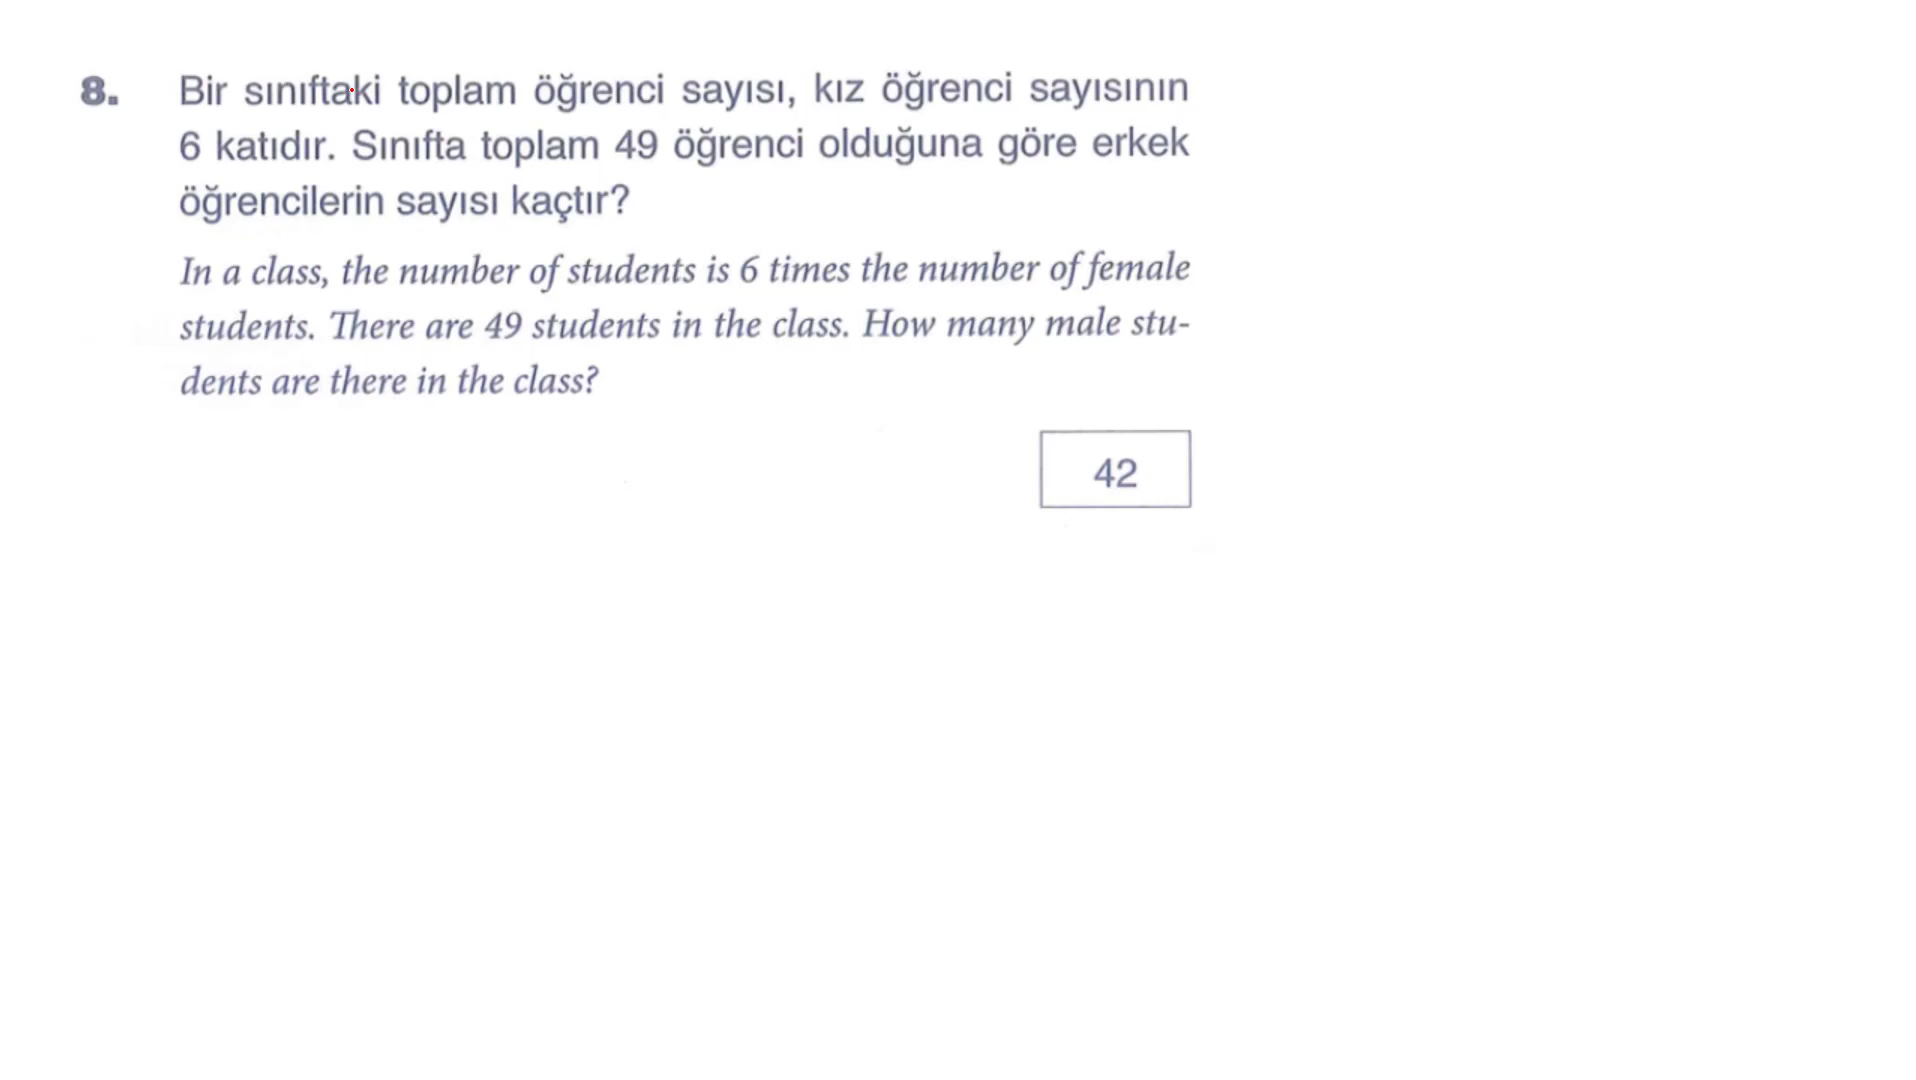 8. Bir sınıftaki toplam öğrenci sayısı, kız öğrenci sayısının
6 katıdır. Sınıfta toplam 49 öğrenci olduğuna göre erkek
öğrencilerin sayısı kaçtır?
In a class, the number of students is 6 times the number of female
students. There are 49 students in the class. How many male stu-
dents are there in the class?
42